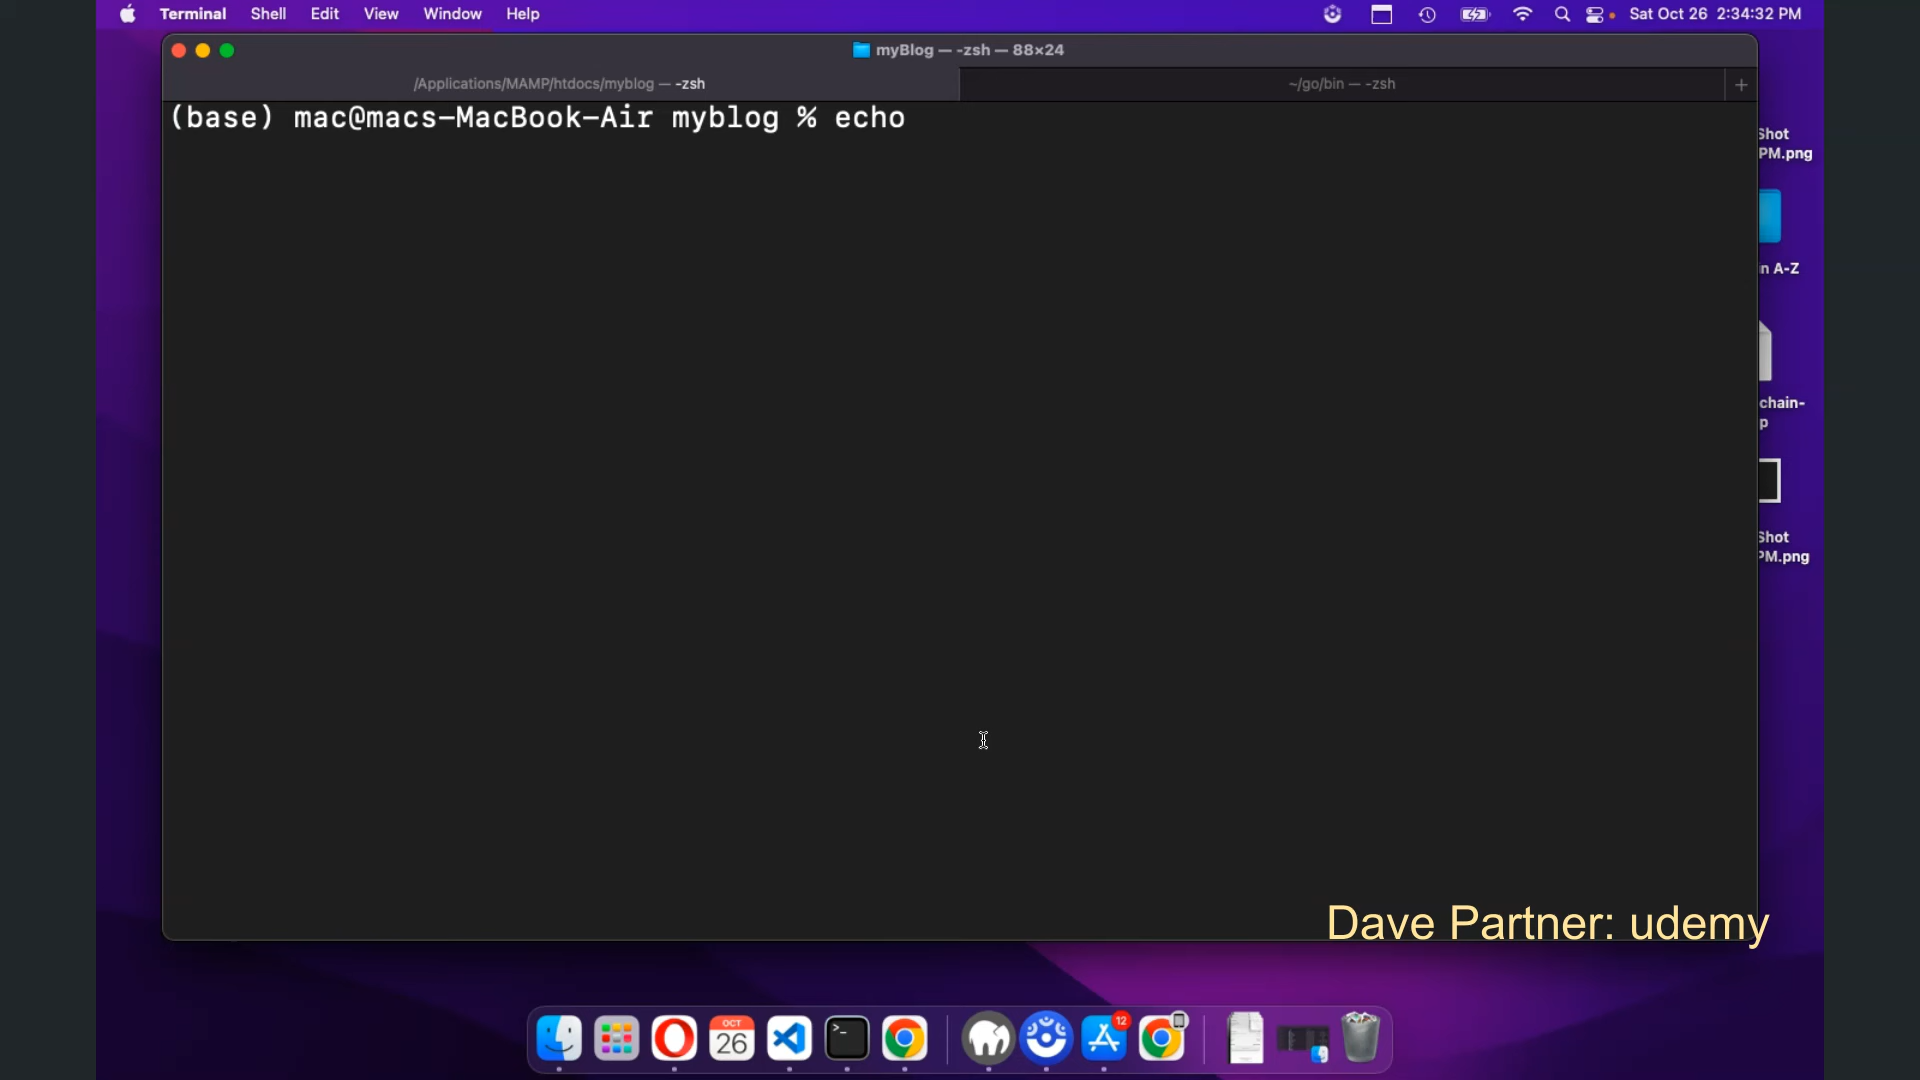 Terminal Shell Edit View Window Help Sat Oct 26 2:34:32 PM
myBlog — -zsh — 88×24
/Applications/MAMP/htdocs/myblog — -zsh ~/go/bin — -zsh +
(base) mac@macs-MacBook-Air myblog % echo
Shot
PM.png
in A-Z
chain-
p
Shot
PM.png
Dave Partner: udemy
OCT
26
>_
12